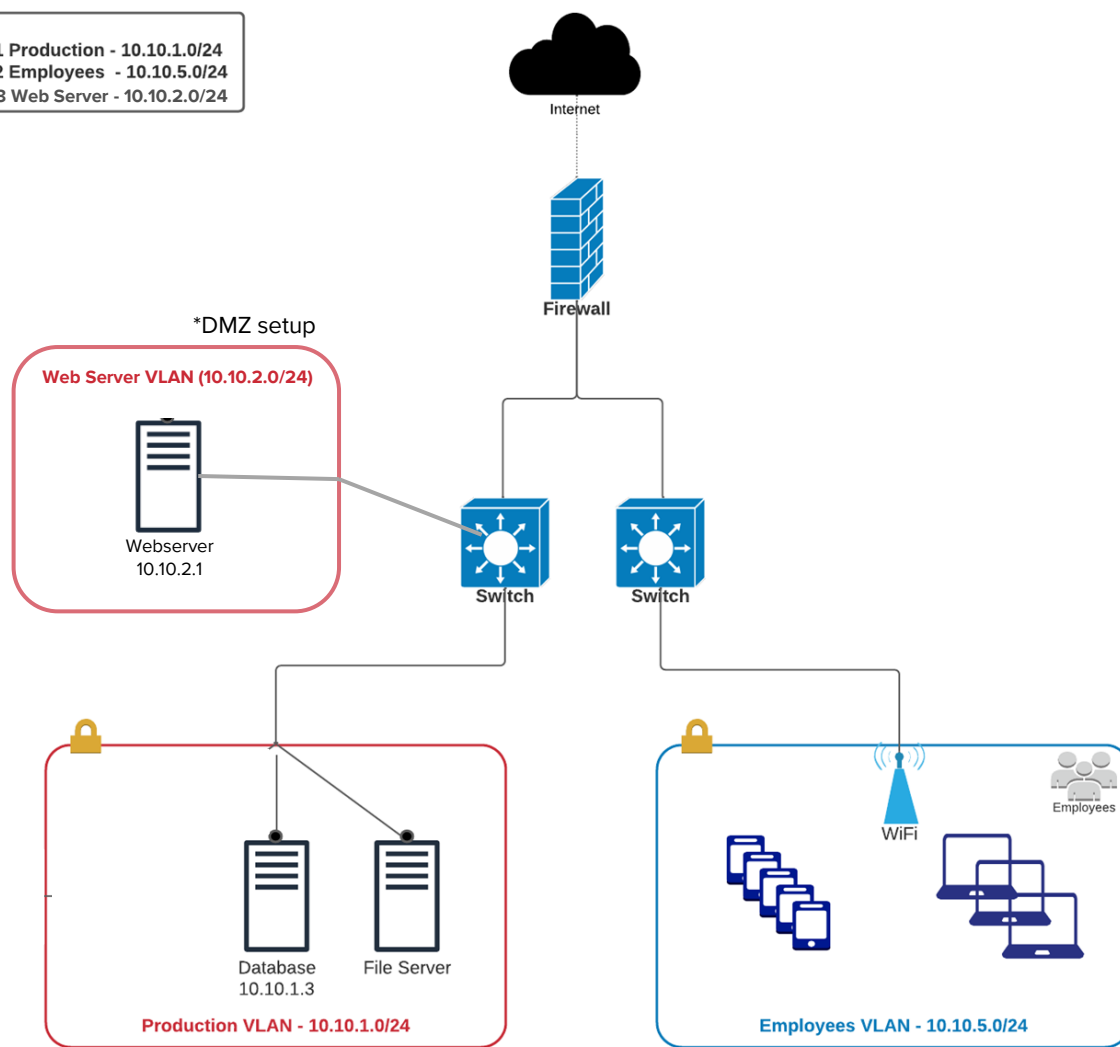 1 Production - 10.10.1.0/24
2 Employees - 10.10.5.0/24
3 Web Server - 10.10.2.0/24
Internet
Firewall
*DMZ setup
Web Server VLAN (10.10.2.0/24)
Webserver
10.10.2.1
Switch
Switch
Employees
WiFi
Database
10.10.1.3
File Server
Production VLAN - 10.10.1.0/24
Employees VLAN - 10.10.5.0/24